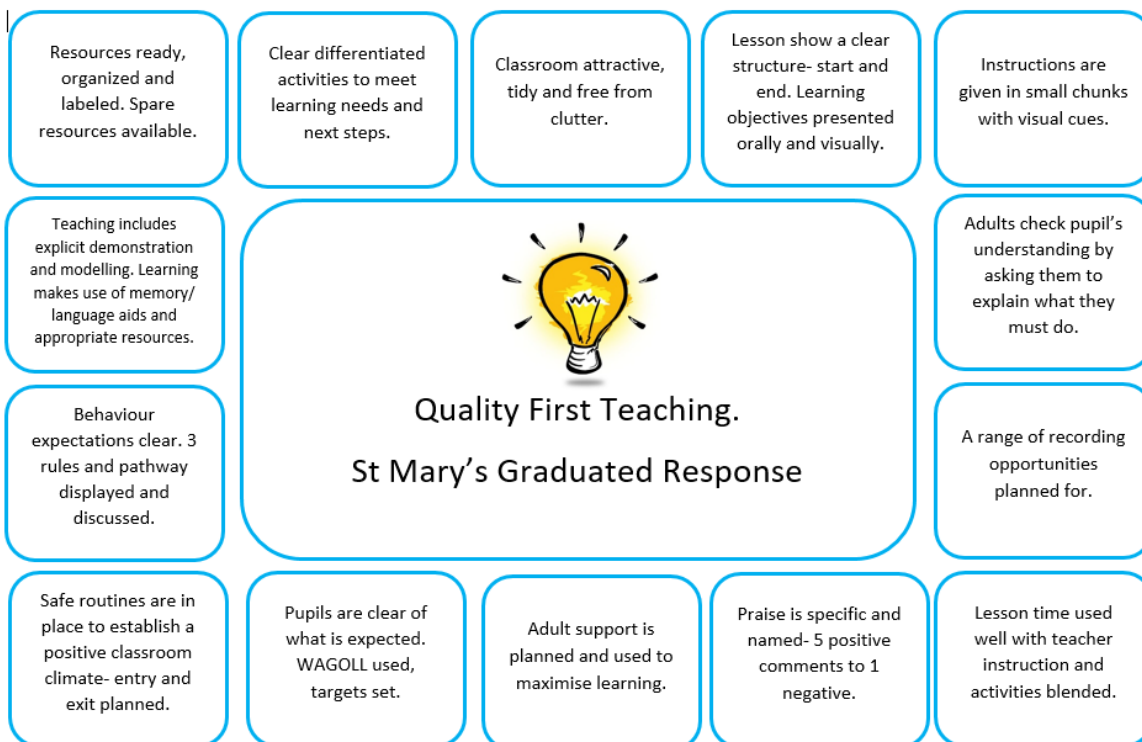 Resources ready,
organized and
labeled. Spare
resources available.
Clear differentiated
activities to meet
learning needs and
next steps.
Classroom attractive,
tidy and free from
clutter.
Lesson show a clear
structure- start and
end. Learning
objectives presented
orally and visually.
Instructions are
given in small chunks
with visual cues.
Teaching includes
explicit demonstration
and modelling. Learning
makes use of memory/
language aids and
appropriate resources.
Quality First Teaching.
St Mary’s Graduated Response
Adults check pupil’s
understanding by
asking them to
explain what they
must do.
Behaviour
expectations clear. 3
rules and pathway
displayed and
discussed.
A range of recording
opportunities
planned for.
Safe routines are in
place to establish a
positive classroom
climate- entry and
exit planned.
Pupils are clear of
what is expected.
WAGOLL used,
targets set.
Adult support is
planned and used to
maximise learning.
Praise is specific and
named- 5 positive
comments to 1
negative.
Lesson time used
well with teacher
instruction and
activities blended.